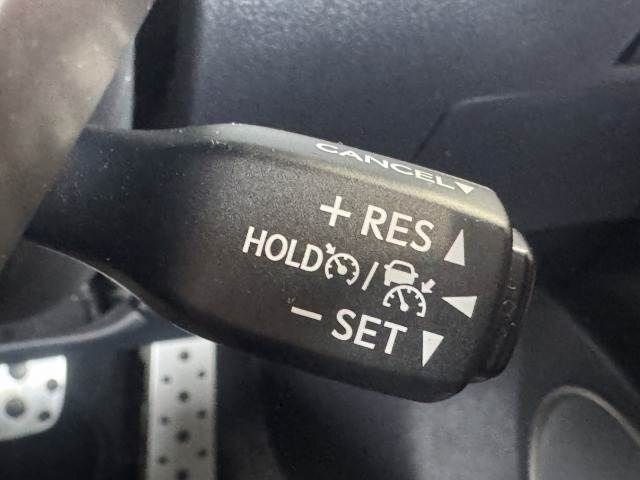 CANCEL▼
+ RES ▲
HOLD / ◀
− SET ▼